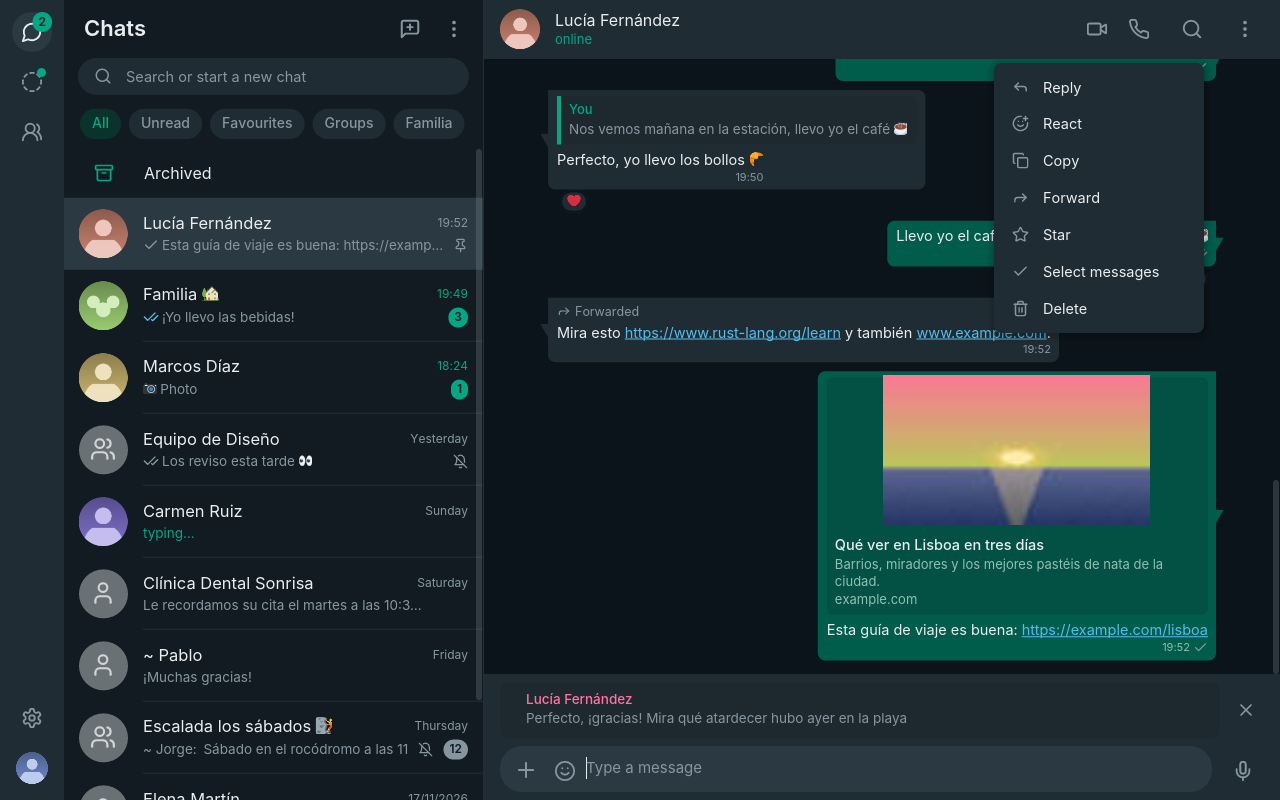 2
Chats
Search or start a new chat
All
Unread
Favourites
Groups
Familia
Archived
Lucía Fernández
19:52
Esta guía de viaje es buena: https://examp...
Familia
19:49
¡Yo llevo las bebidas!
3
Marcos Díaz
18:24
Photo
1
Equipo de Diseño
Yesterday
Los reviso esta tarde
Carmen Ruiz
Sunday
typing...
Clínica Dental Sonrisa
Saturday
Le recordamos su cita el martes a las 10:3...
~ Pablo
Friday
¡Muchas gracias!
Escalada los sábados
Thursday
~ Jorge: Sábado en el rocódromo a las 11
12
Elena Martín
17/11/2026
Lucía Fernández
online
You
Nos vemos mañana en la estación, llevo yo el café
Perfecto, yo llevo los bollos
19:50
Llevo yo el caf
Forwarded
Mira esto https://www.rust-lang.org/learn y también www.example.com.
19:52
Qué ver en Lisboa en tres días
Barrios, miradores y los mejores pastéis de nata de la
ciudad.
example.com
Esta guía de viaje es buena: https://example.com/lisboa
19:52
Reply
React
Copy
Forward
Star
Select messages
Delete
Lucía Fernández
Perfecto, ¡gracias! Mira qué atardecer hubo ayer en la playa
Type a message